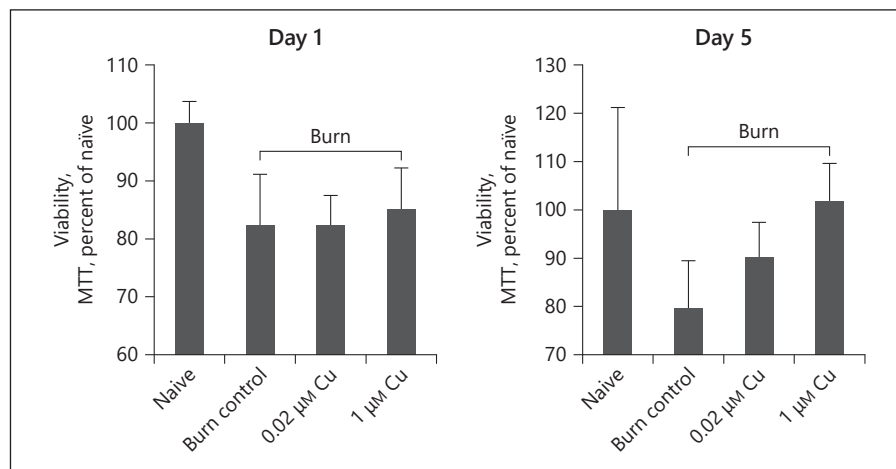 Day 1
Viability,
MTT, percent of naïve
110
100
90
80
70
60
Burn
Naive
Burn control
0.02 µM Cu
1 µM Cu
Day 5
Viability,
MTT, percent of naïve
130
120
110
100
90
80
70
Burn
Naive
Burn control
0.02 µM Cu
1 µM Cu